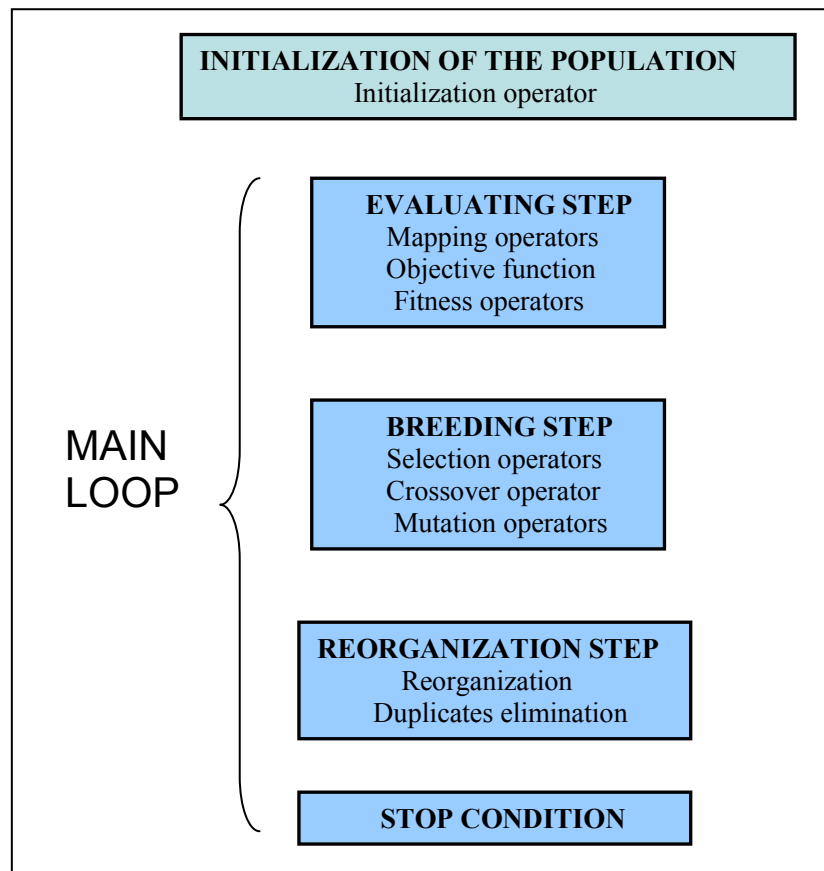 INITIALIZATION OF THE POPULATION
Initialization operator
EVALUATING STEP
Mapping operators
Objective function
Fitness operators
MAIN
LOOP
BREEDING STEP
Selection operators
Crossover operator
Mutation operators
REORGANIZATION STEP
Reorganization
Duplicates elimination
STOP CONDITION